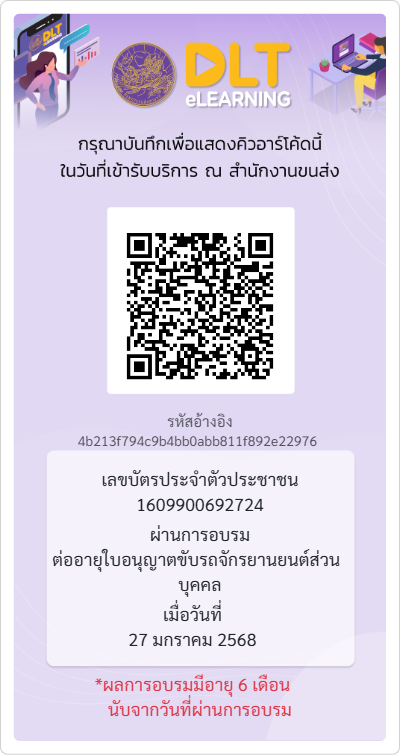 DLT
DLT
eLEARNING
กรุณาบันทึกเพื่อแสดงคิวอาร์โค้ดนี้
ในวันที่เข้ารับบริการ ณ สำนักงานขนส่ง
รหัสอ้างอิง
4b213f794c9b4bb0abb811f892e22976
เลขบัตรประจำตัวประชาชน
1609900692724
ผ่านการอบรม
ต่ออายุใบอนุญาตขับรถจักรยานยนต์ส่วน
บุคคล
เมื่อวันที่
27 มกราคม 2568
*ผลการอบรมมีอายุ 6 เดือน
นับจากวันที่ผ่านการอบรม